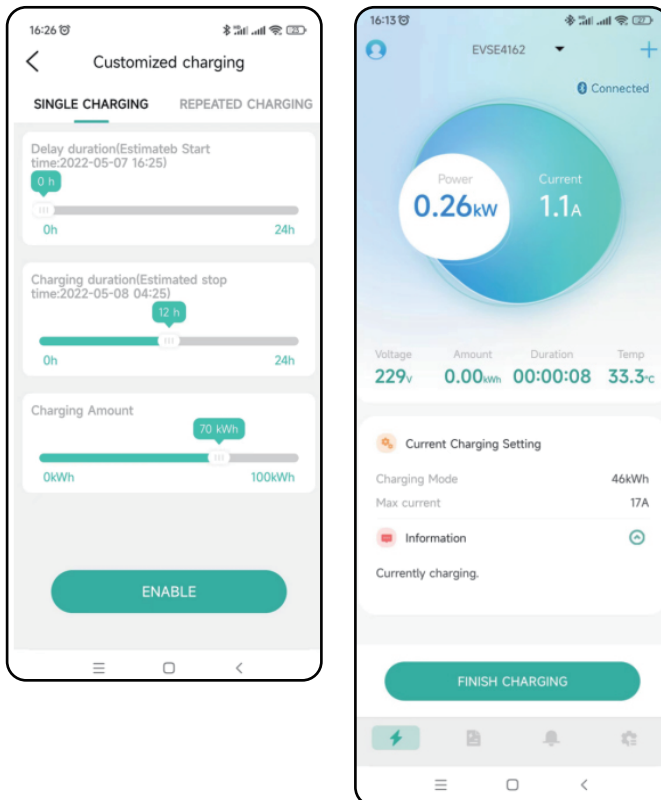 16:26
23
Customized charging
SINGLE CHARGING
REPEATED CHARGING
Delay duration(Estimateb Start
time:2022-05-07 16:25)
0 h
0h
24h
Charging duration(Estimated stop
time:2022-05-08 04:25)
12 h
0h
24h
Charging Amount
70 kWh
0kWh
100kWh
ENABLE
16:13
27
EVSE4162
Connected
Power
Current
0.26kW
1.1A
Voltage
Amount
Duration
Temp
229V
0.00kWh
00:00:08
33.3°C
Current Charging Setting
Charging Mode
46kWh
Max current
17A
Information
Currently charging.
FINISH CHARGING